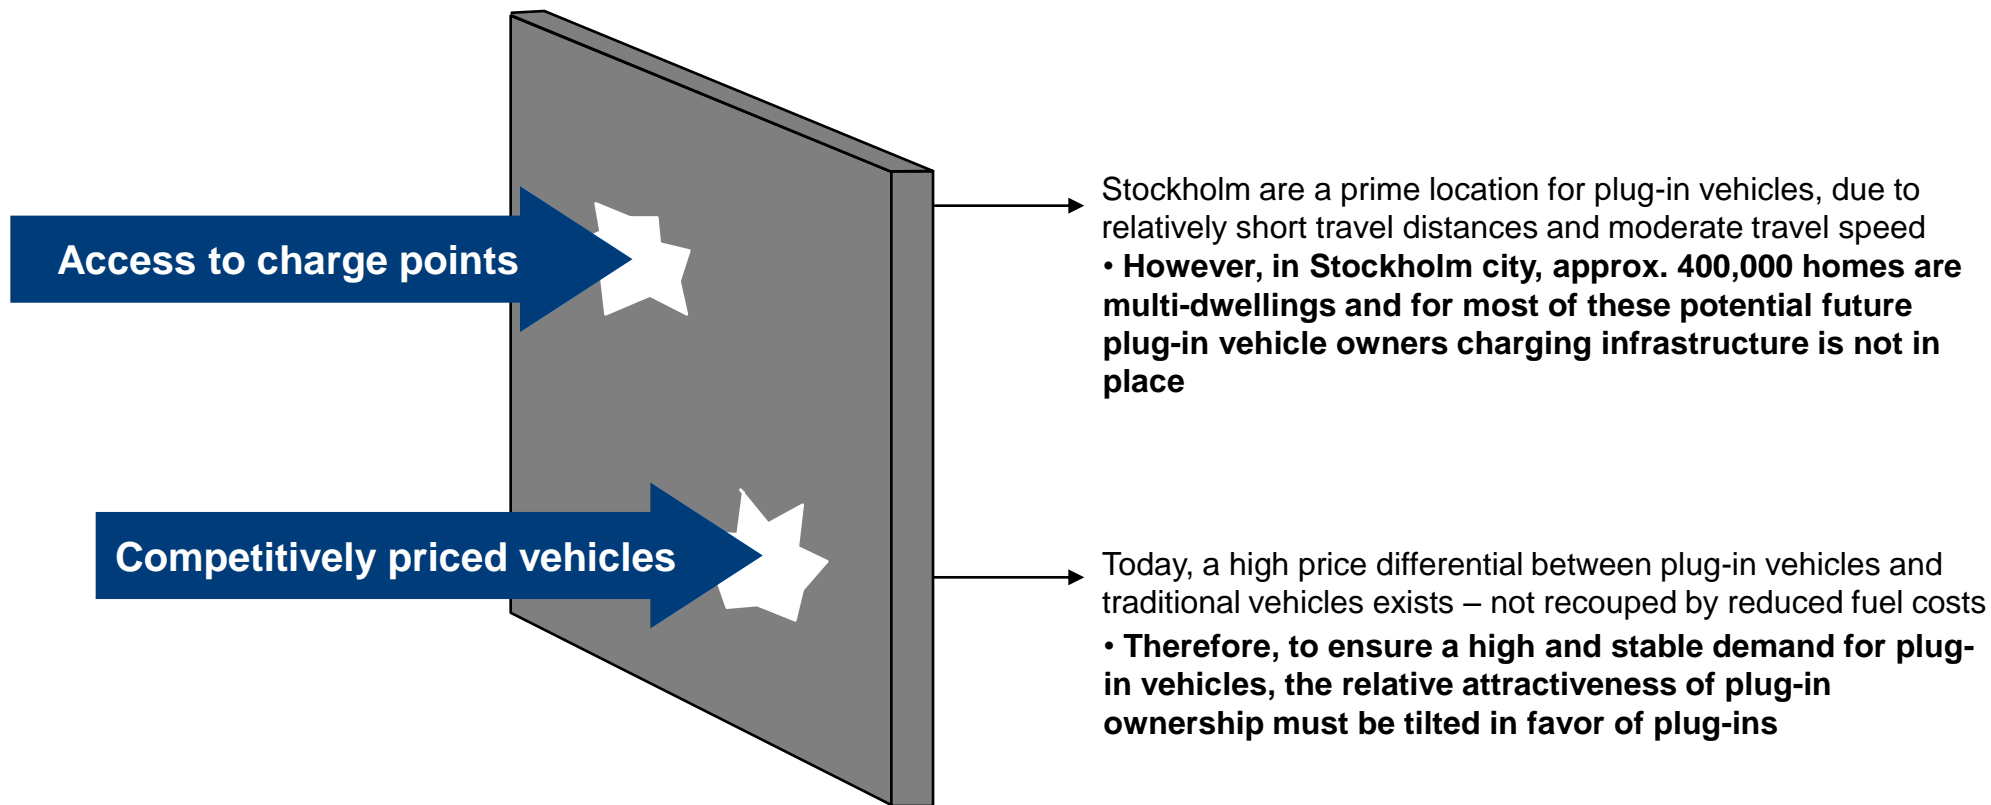 Access to charge points
Stockholm are a prime location for plug-in vehicles, due to
relatively short travel distances and moderate travel speed
• However, in Stockholm city, approx. 400,000 homes are
multi-dwellings and for most of these potential future
plug-in vehicle owners charging infrastructure is not in
place
Competitively priced vehicles
Today, a high price differential between plug-in vehicles and
traditional vehicles exists – not recouped by reduced fuel costs
• Therefore, to ensure a high and stable demand for plug-
in vehicles, the relative attractiveness of plug-in
ownership must be tilted in favor of plug-ins